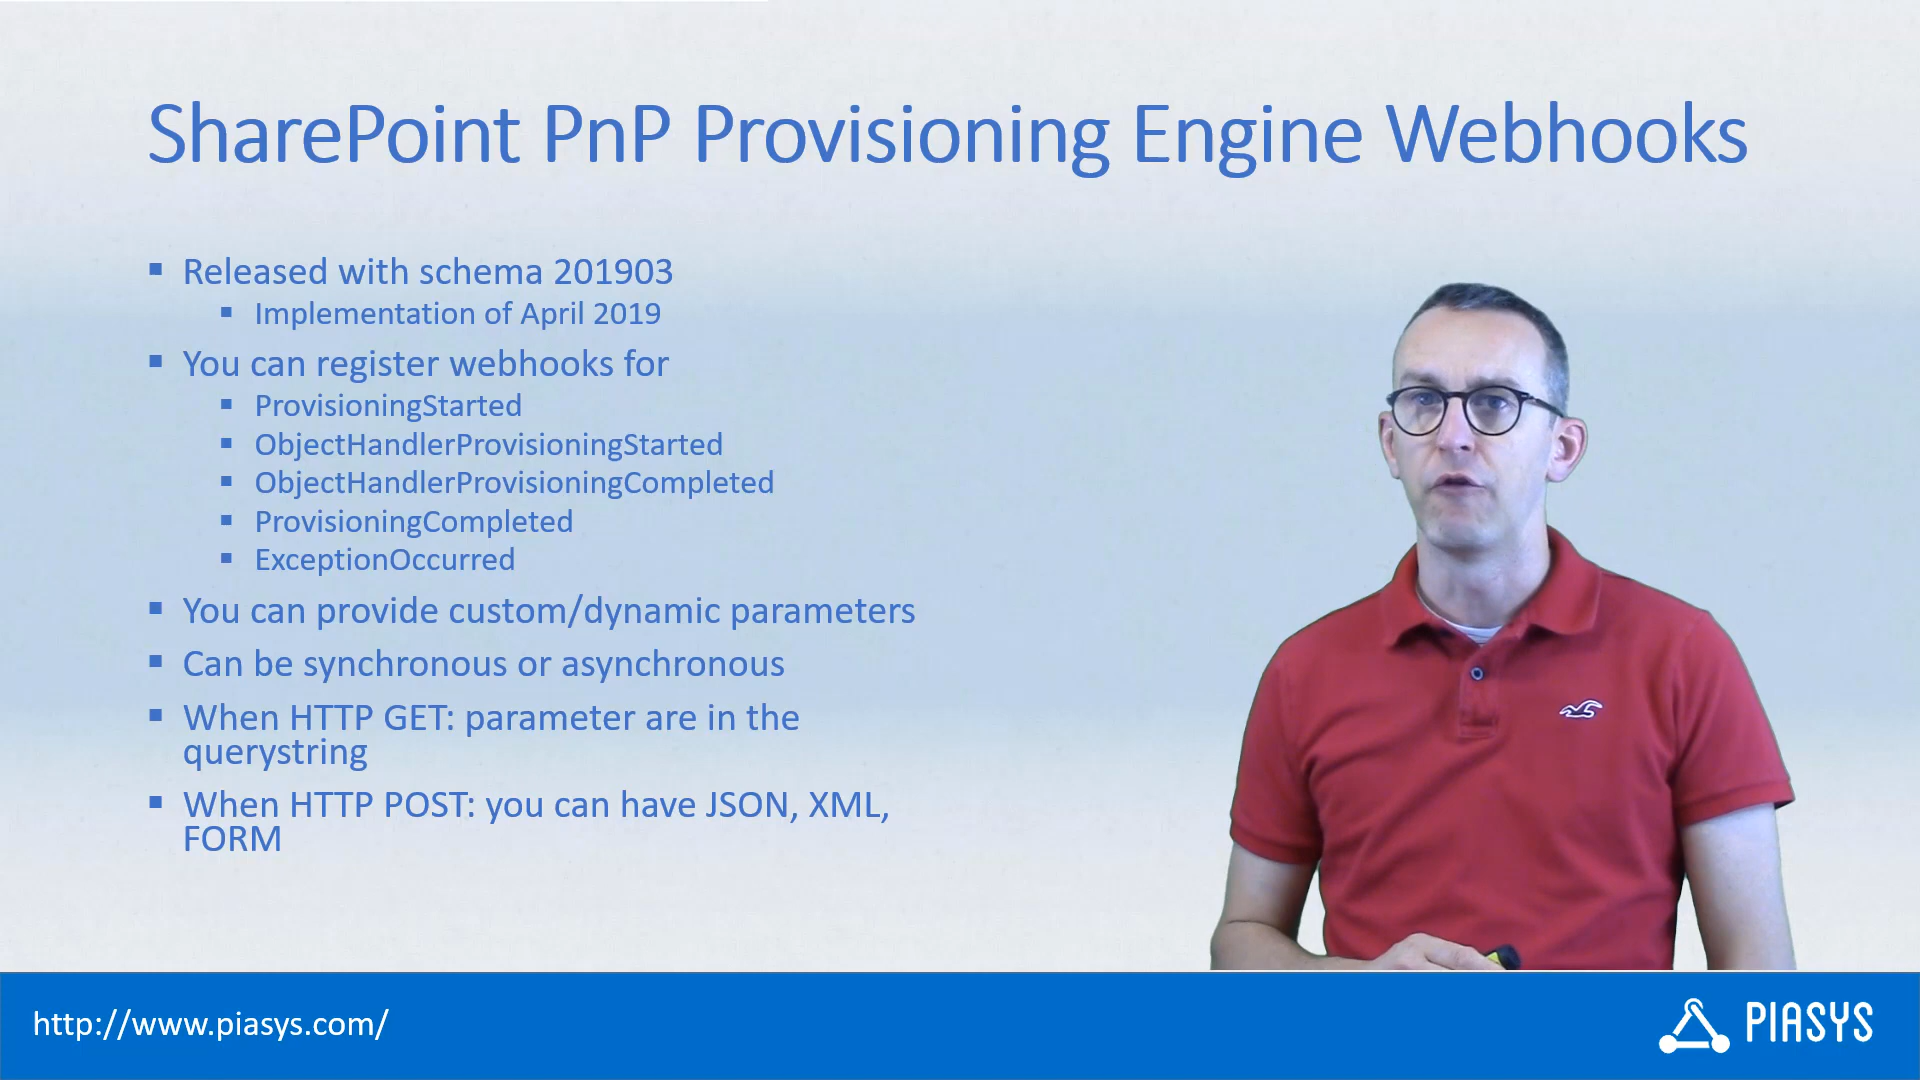 SharePoint PnP Provisioning Engine Webhooks
Released with schema 201903
Implementation of April 2019
You can register webhooks for
ProvisioningStarted
ObjectHandlerProvisioningStarted
ObjectHandlerProvisioningCompleted
ProvisioningCompleted
ExceptionOccurred
You can provide custom/dynamic parameters
Can be synchronous or asynchronous
When HTTP GET: parameter are in the
querystring
When HTTP POST: you can have JSON, XML,
FORM
http://www.piasys.com/
PIASYS